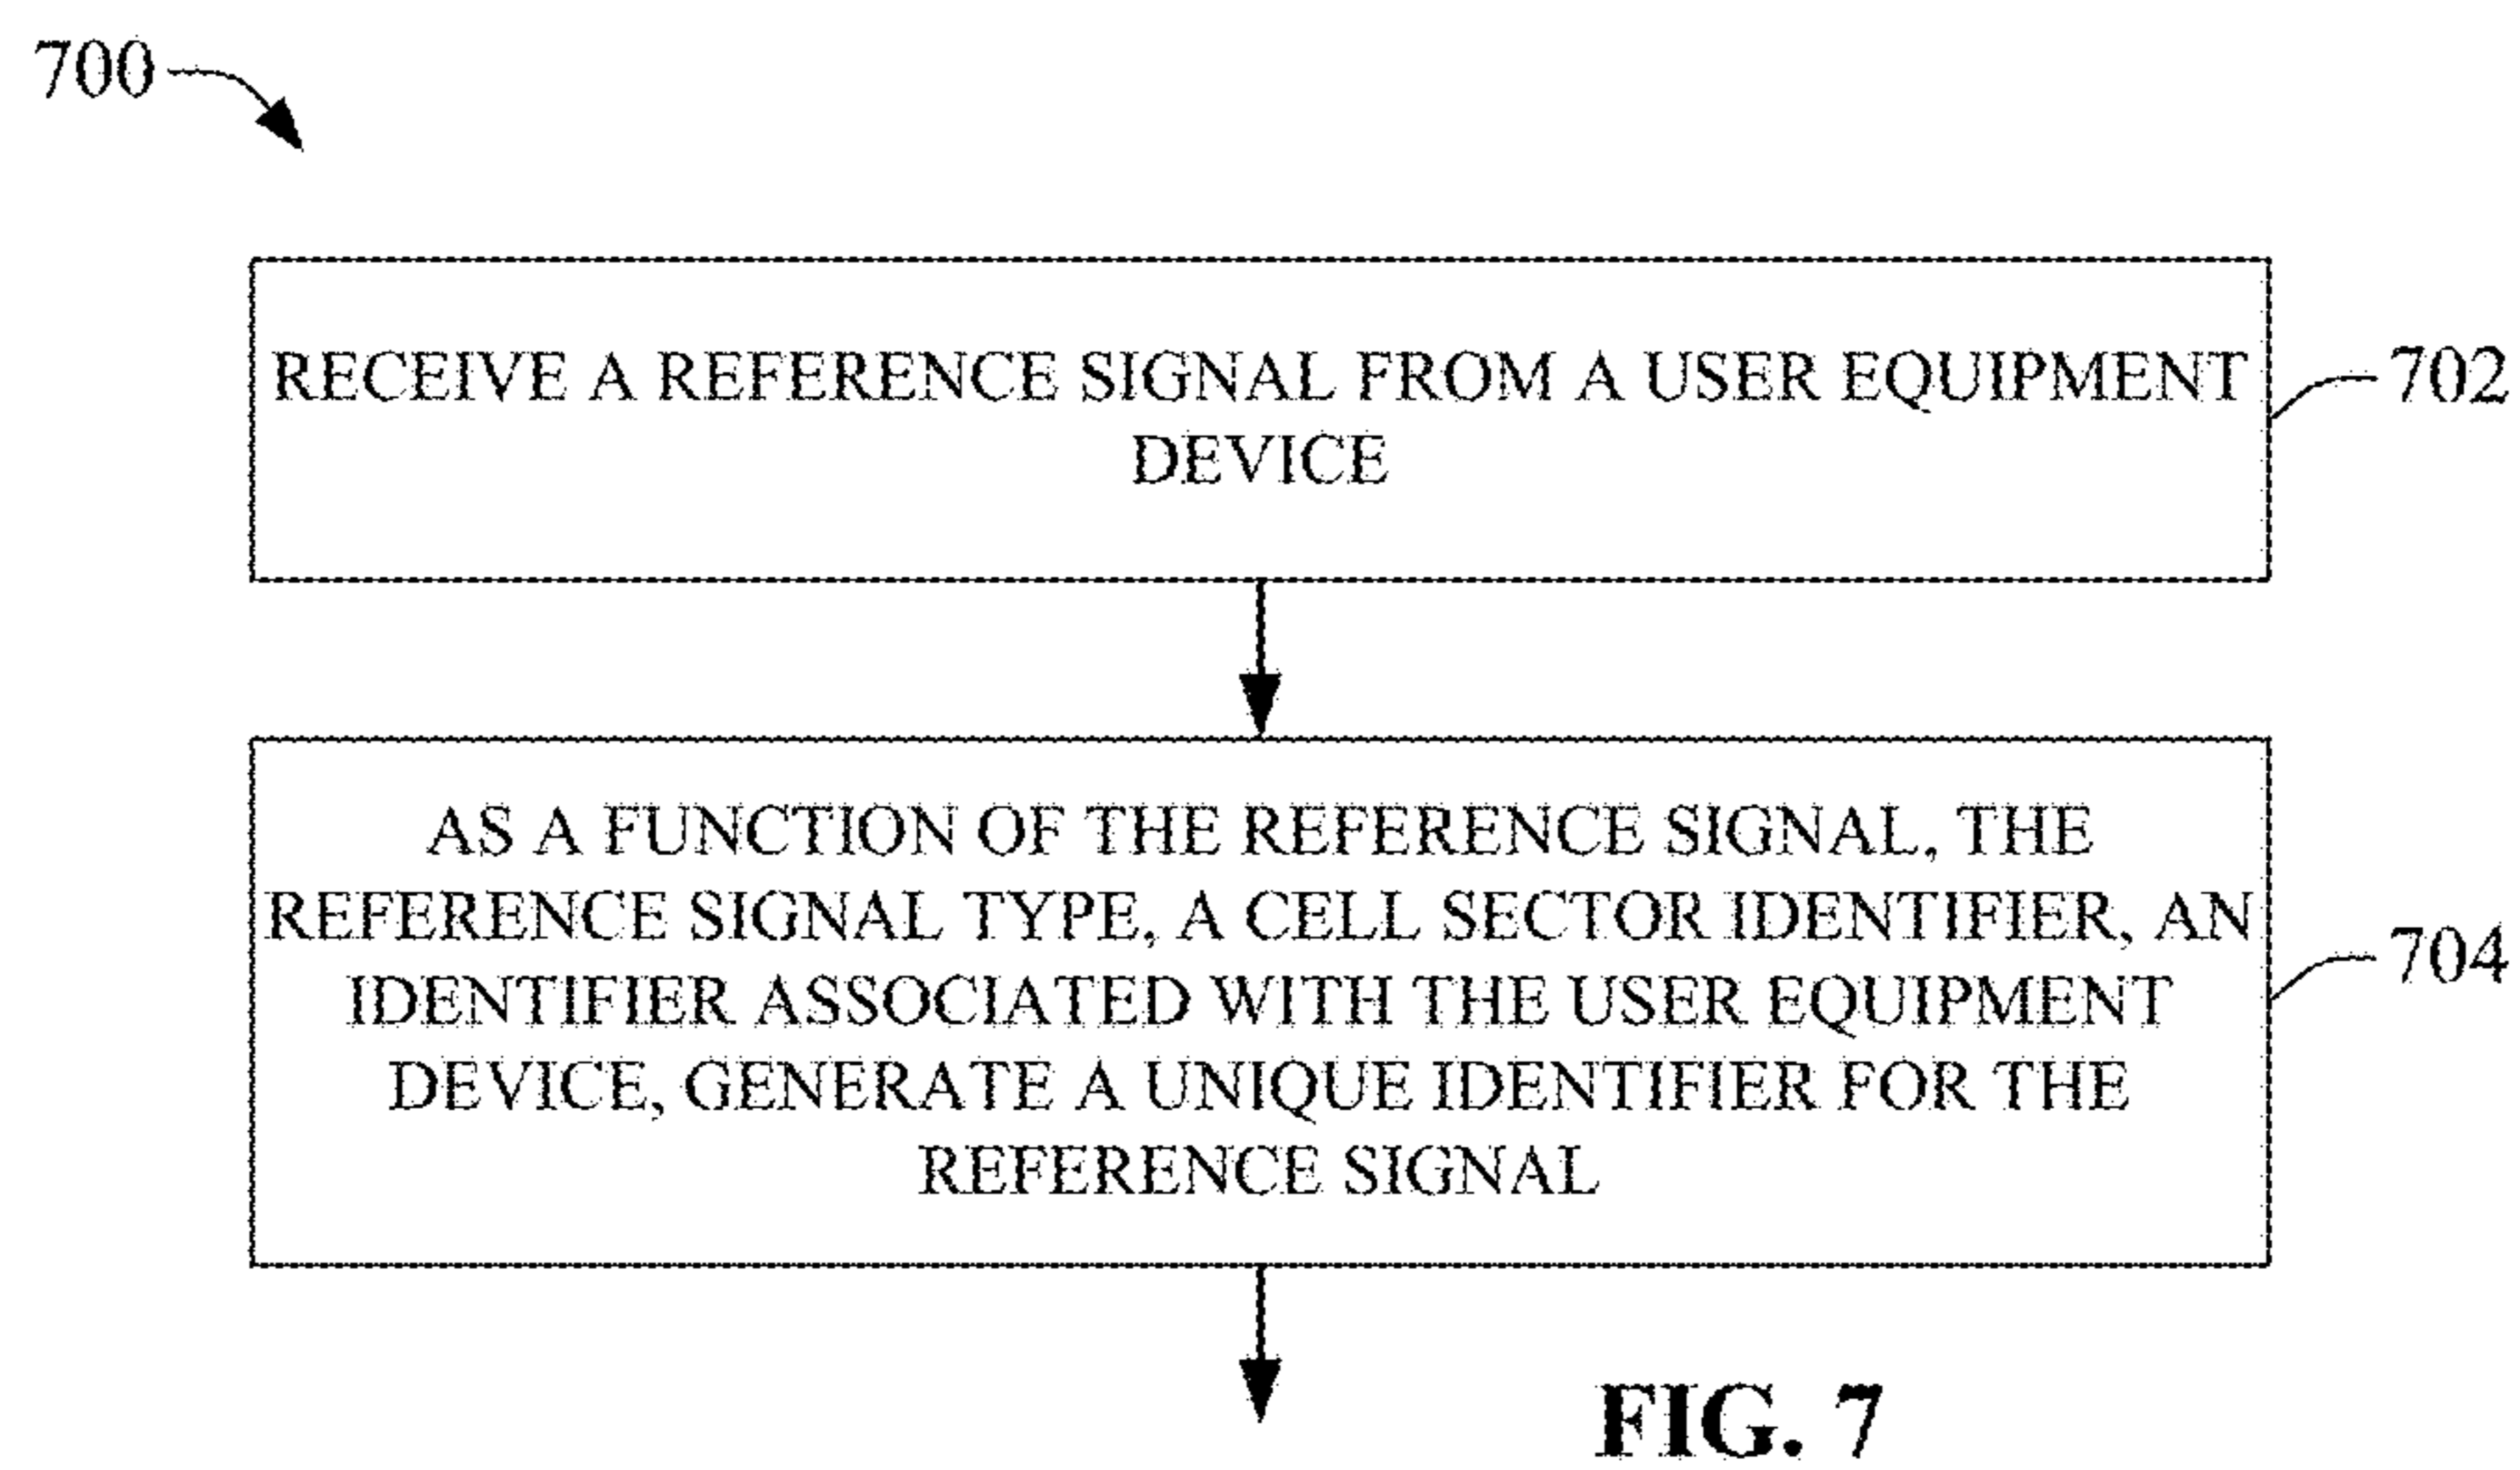 700
RECEIVE A REFERENCE SIGNAL FROM A USER EQUIPMENT
DEVICE
702
AS A FUNCTION OF THE REFERENCE SIGNAL, THE
REFERENCE SIGNAL TYPE, A CELL SECTOR IDENTIFIER, AN
IDENTIFIER ASSOCIATED WITH THE USER EQUIPMENT
DEVICE, GENERATE A UNIQUE IDENTIFIER FOR THE
REFERENCE SIGNAL
704
FIG. 7